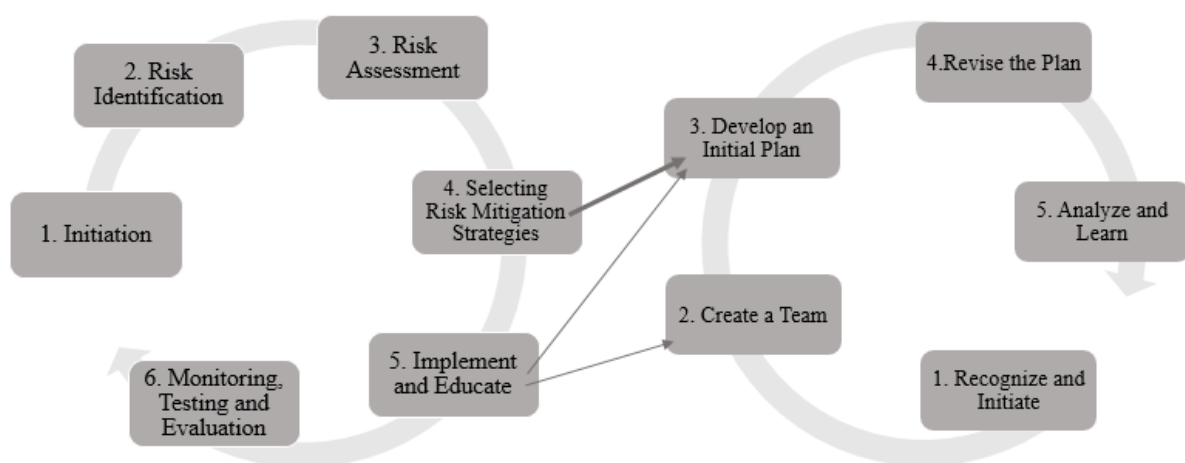 1. Initiation
2. Risk
Identification
3. Risk
Assessment
4. Selecting
Risk Mitigation
Strategies
5. Implement
and Educate
6. Monitoring,
Testing and
Evaluation
1. Recognize and
Initiate
2. Create a Team
3. Develop an
Initial Plan
4.Revise the Plan
5. Analyze and
Learn